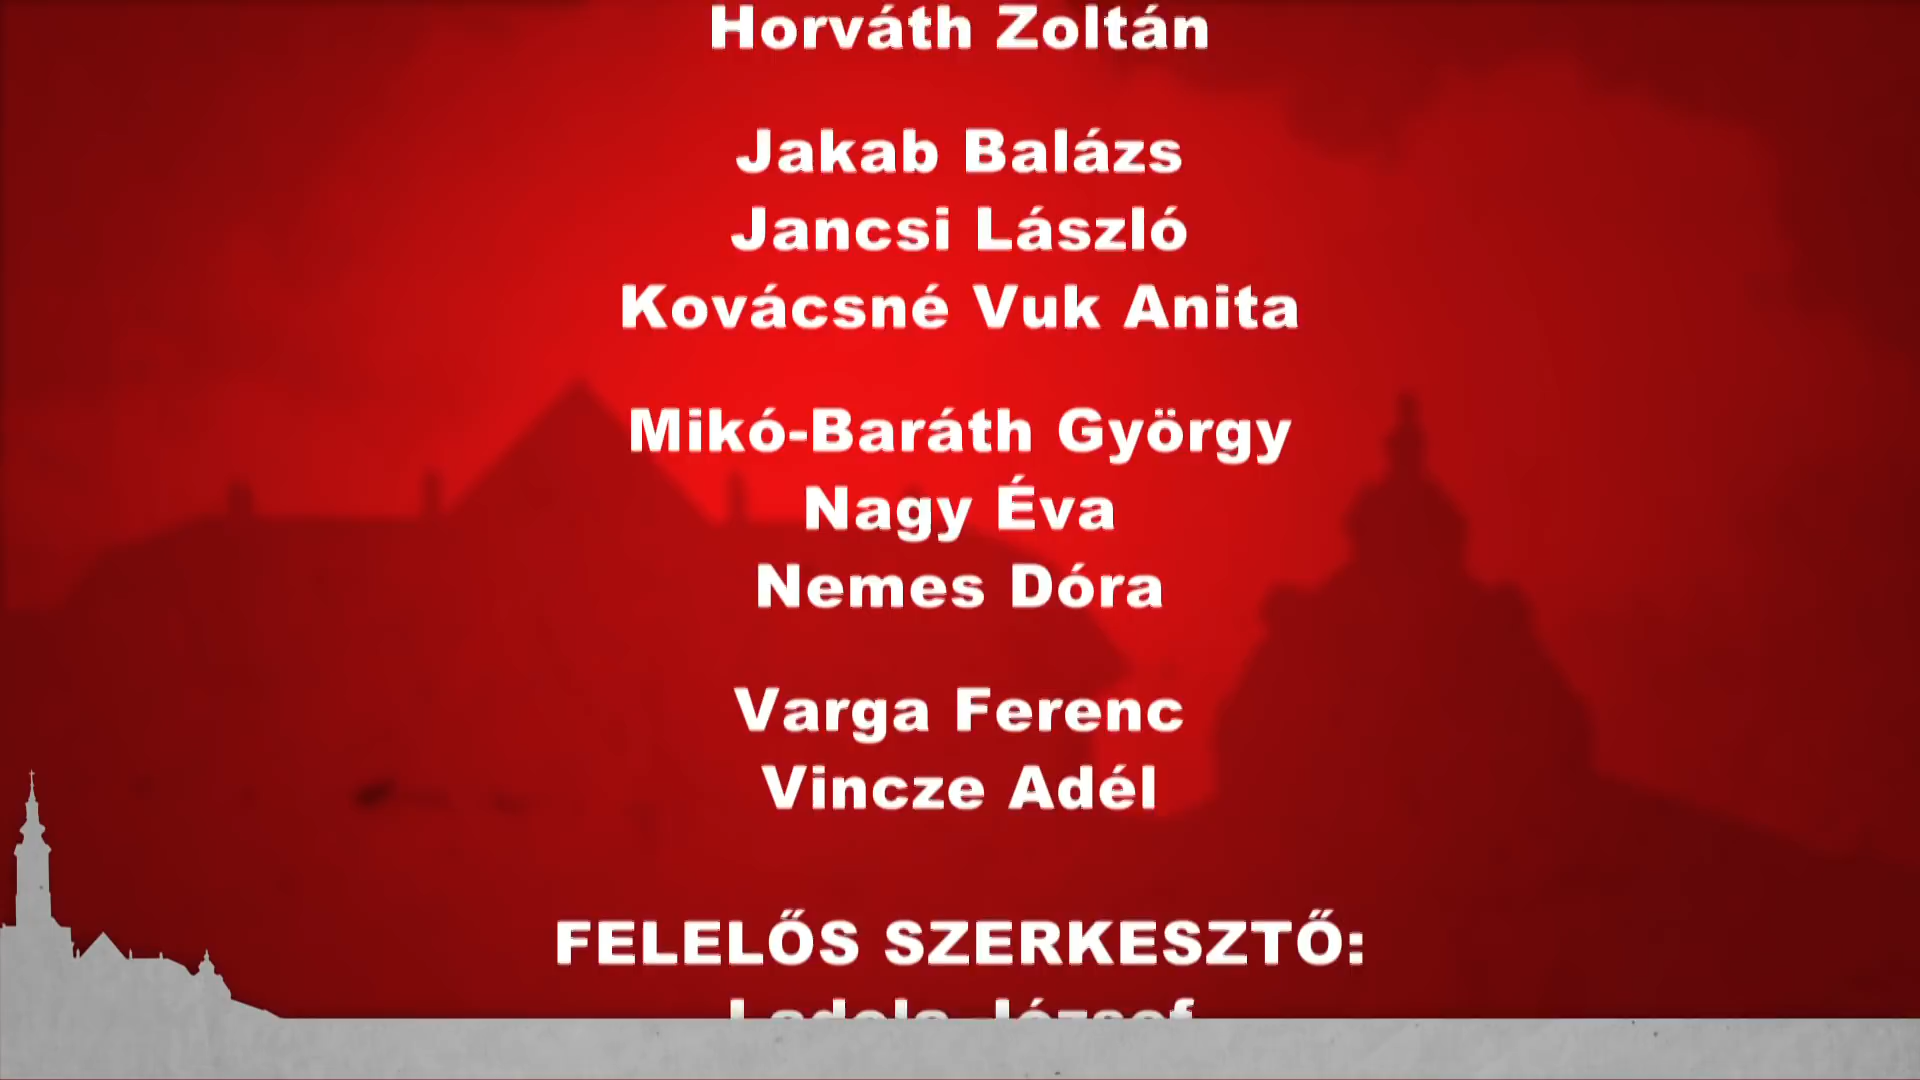 Horváth Zoltán
Jakab Balázs
Jancsi László
Kovácsné Vuk Anita
Mikó-Baráth György
Nagy Éva
Nemes Dóra
Varga Ferenc
Vincze Adél
FELELŐS SZERKESZTŐ:
József